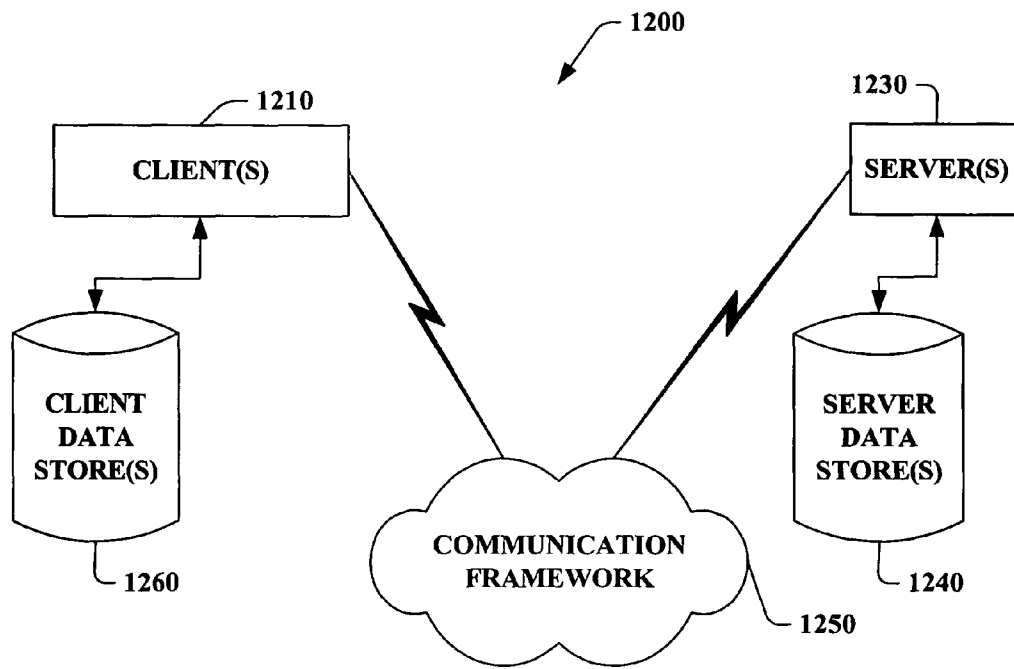 1200
1210
1230
CLIENT(S)
SERVER(S)
CLIENT
DATA
STORE(S)
SERVER
DATA
STORE(S)
COMMUNICATION
FRAMEWORK
1260
1240
1250